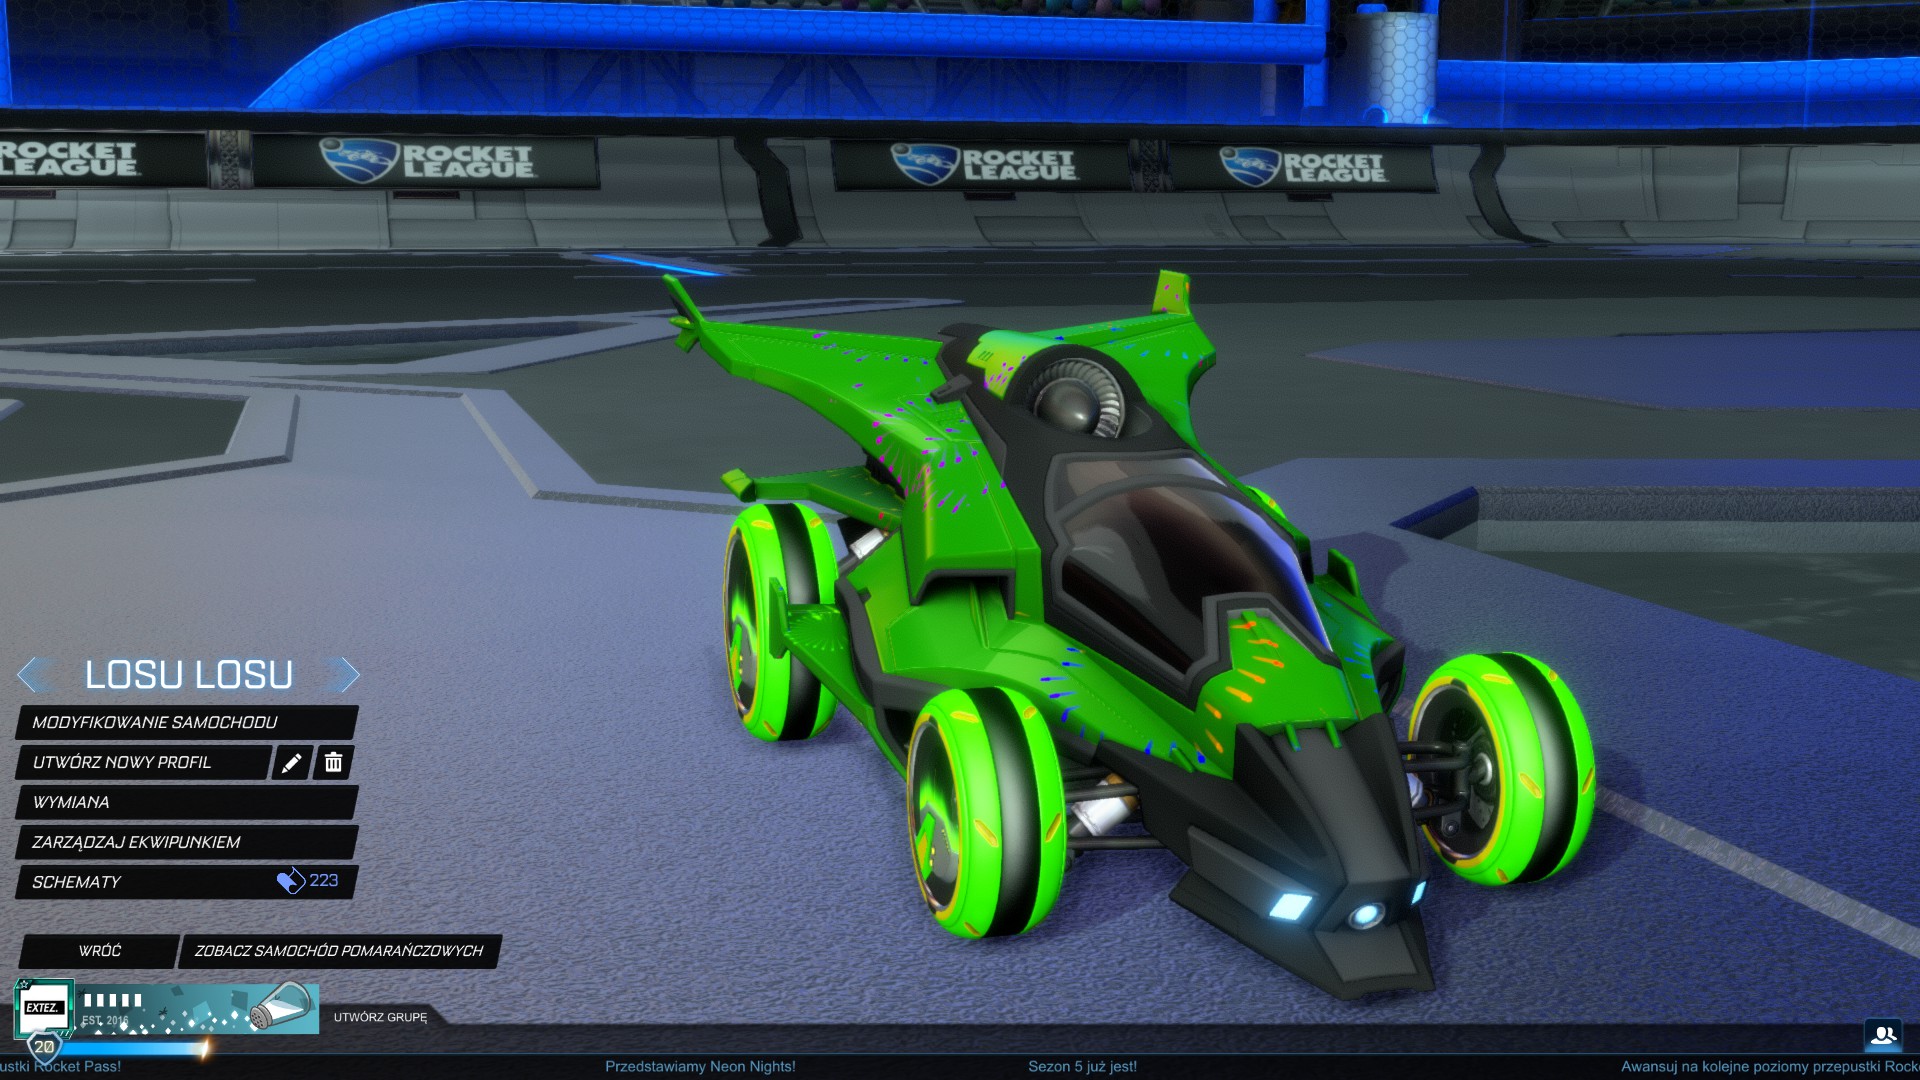 ROCKET
LEAGUE
ROCKET
LEAGUE
ROCKET
LEAGUE
ROCKET
LEAGUE
LOSU LOSU
MODYFIKOWANIE SAMOCHODU
UTWÓRZ NOWY PROFIL
WYMIANA
ZARZĄDZAJ EKWIPUNKIEM
SCHEMATY 223
WRÓĆ ZOBACZ SAMOCHÓD POMARAŃCZOWYCH
EXTEZ.
EST. 2016
UTWÓRZ GRUPĘ
20
ustki Rocket Pass! Przedstawiamy Neon Nights! Sezon 5 już jest! Awansuj na kolejne poziomy przepustki Rock